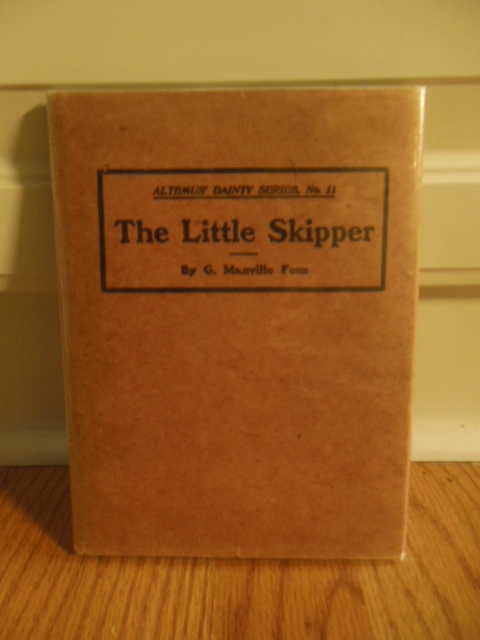 ALTEMUS' DAINTY SERIES, No. 11
The Little Skipper
By G. Manville Fenn